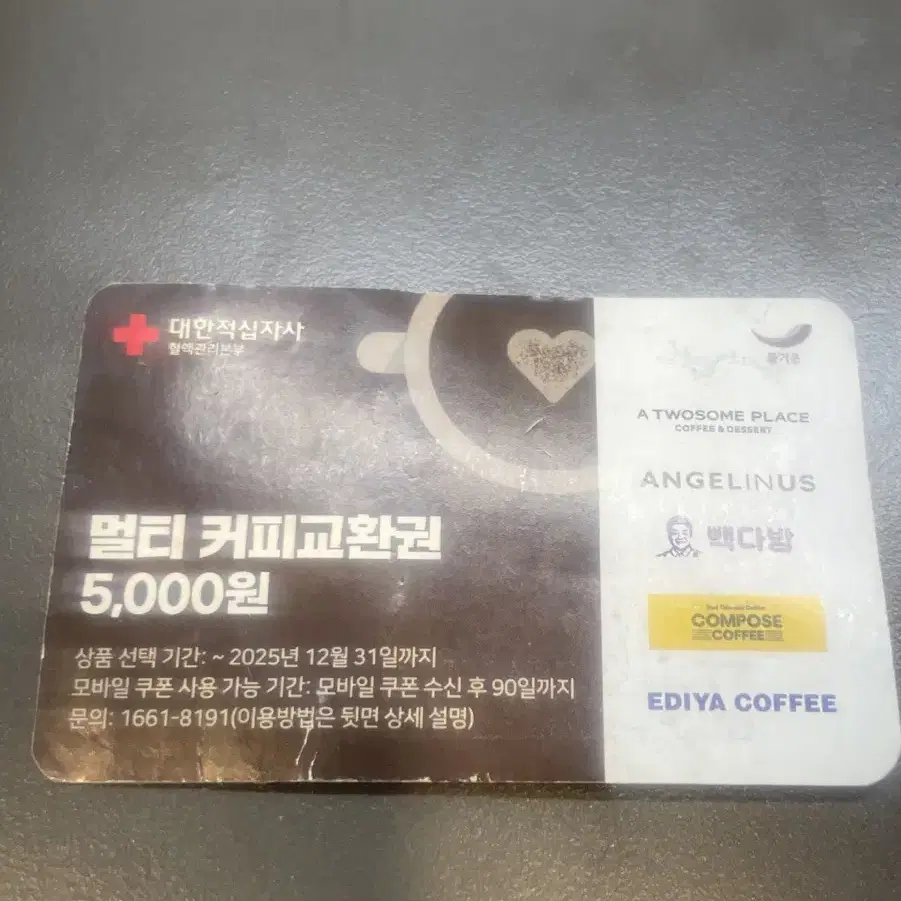 대한적십자사
혈액관리본부
멀티 커피교환권
5,000원
상품 선택 기간: ~ 2025년 12월 31일까지
모바일 쿠폰 사용 가능 기간: 모바일 쿠폰 수신 후 90일까지
문의: 1661-8191(이용방법은 뒷면 상세 설명)
즐거운
A TWOSOME PLACE
COFFEE & DESSERT
ANGELINUS
빽다방
COMPOSE
COFFEE
EDIYA COFFEE